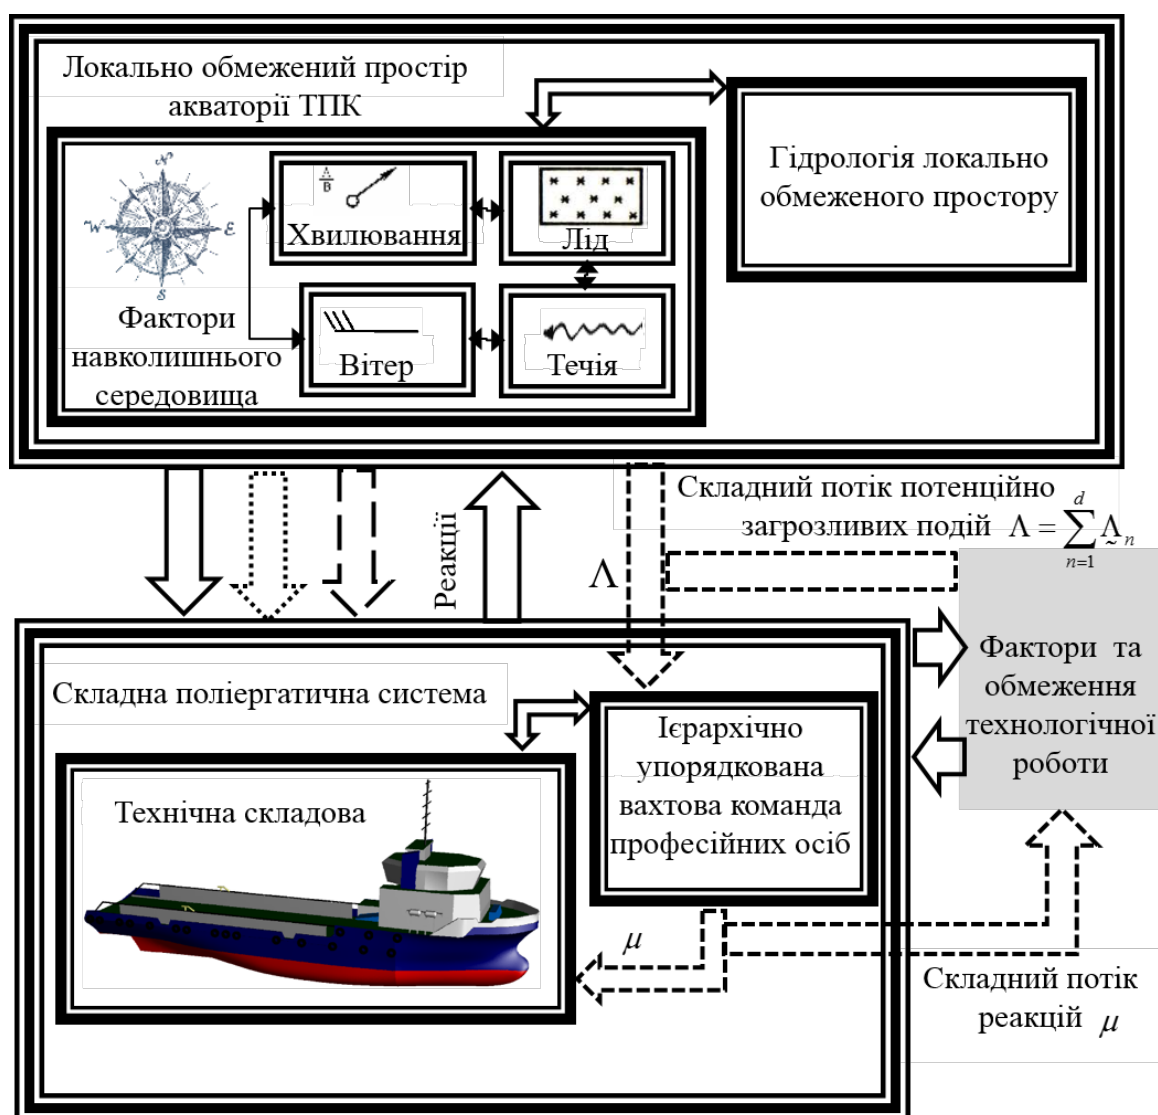 Локально обмежений простір
акваторії ТПК
Гідрологія локально
обмеженого простору
N
W
E
S
A
B
Хвилювання
Лід
Вітер
Течія
Фактори
навколишнього
середовища
Реакції
Λ
Складний потік потенційно
загрозливих подій Λ = ∑ Λ n
d
n=1
~
Складна поліергатична система
Технічна складова
Ієрархічно
упорядкована
вахтова команда
професійних осіб
Фактори та
обмеження
технологічної
роботи
μ
Складний потік
реакцій μ